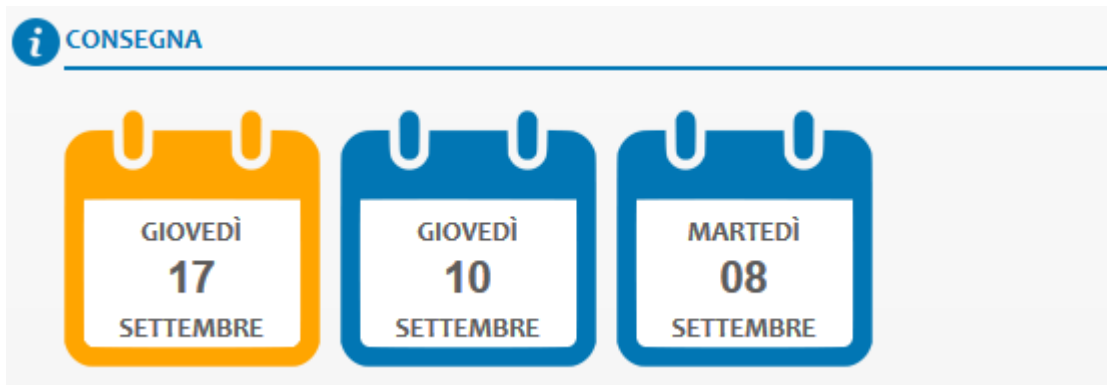 i CONSEGNA
GIOVEDÌ
17
SETTEMBRE
GIOVEDÌ
10
SETTEMBRE
MARTEDÌ
08
SETTEMBRE